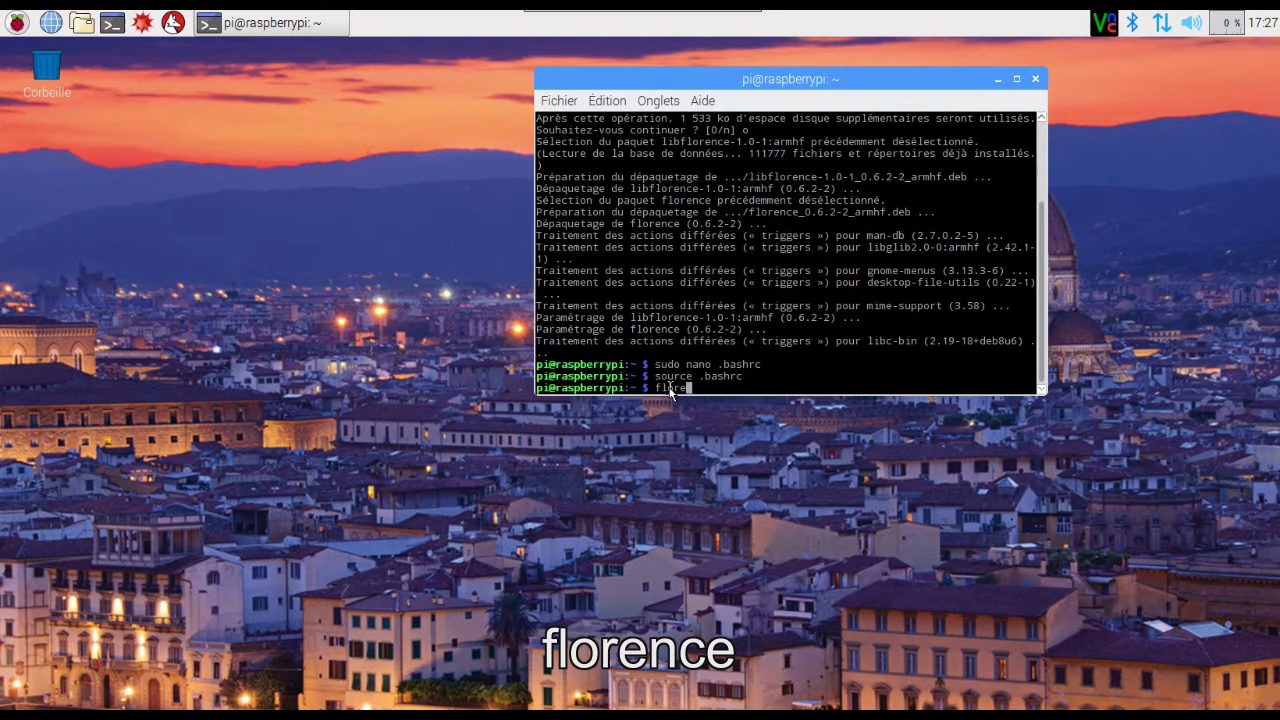 pi@raspberrypi: ~
0 %
17:27
Corbeille
pi@raspberrypi: ~
Fichier Édition Onglets Aide
Après cette opération, 1 533 ko d'espace disque supplémentaires seront utilisés.
Souhaitez-vous continuer ? [O/n] o
Sélection du paquet libflorence-1.0-1:armhf précédemment désélectionné.
(Lecture de la base de données... 111777 fichiers et répertoires déjà installés.
)
Préparation du dépaquetage de .../libflorence-1.0-1_0.6.2-2_armhf.deb ...
Dépaquetage de libflorence-1.0-1:armhf (0.6.2-2) ...
Sélection du paquet florence précédemment désélectionné.
Préparation du dépaquetage de .../florence_0.6.2-2_armhf.deb ...
Dépaquetage de florence (0.6.2-2) ...
Traitement des actions différées (« triggers ») pour man-db (2.7.0.2-5) ...
Traitement des actions différées (« triggers ») pour libglib2.0-0:armhf (2.42.1-
1) ...
Traitement des actions différées (« triggers ») pour gnome-menus (3.13.3-6) ...
Traitement des actions différées (« triggers ») pour desktop-file-utils (0.22-1)
...
Traitement des actions différées (« triggers ») pour mime-support (3.58) ...
Paramétrage de libflorence-1.0-1:armhf (0.6.2-2) ...
Paramétrage de florence (0.6.2-2) ...
Traitement des actions différées (« triggers ») pour libc-bin (2.19-18+deb8u6) .
..
pi@raspberrypi:~ $ sudo nano .bashrc
pi@raspberrypi:~ $ source .bashrc
pi@raspberrypi:~ $ flore
florence